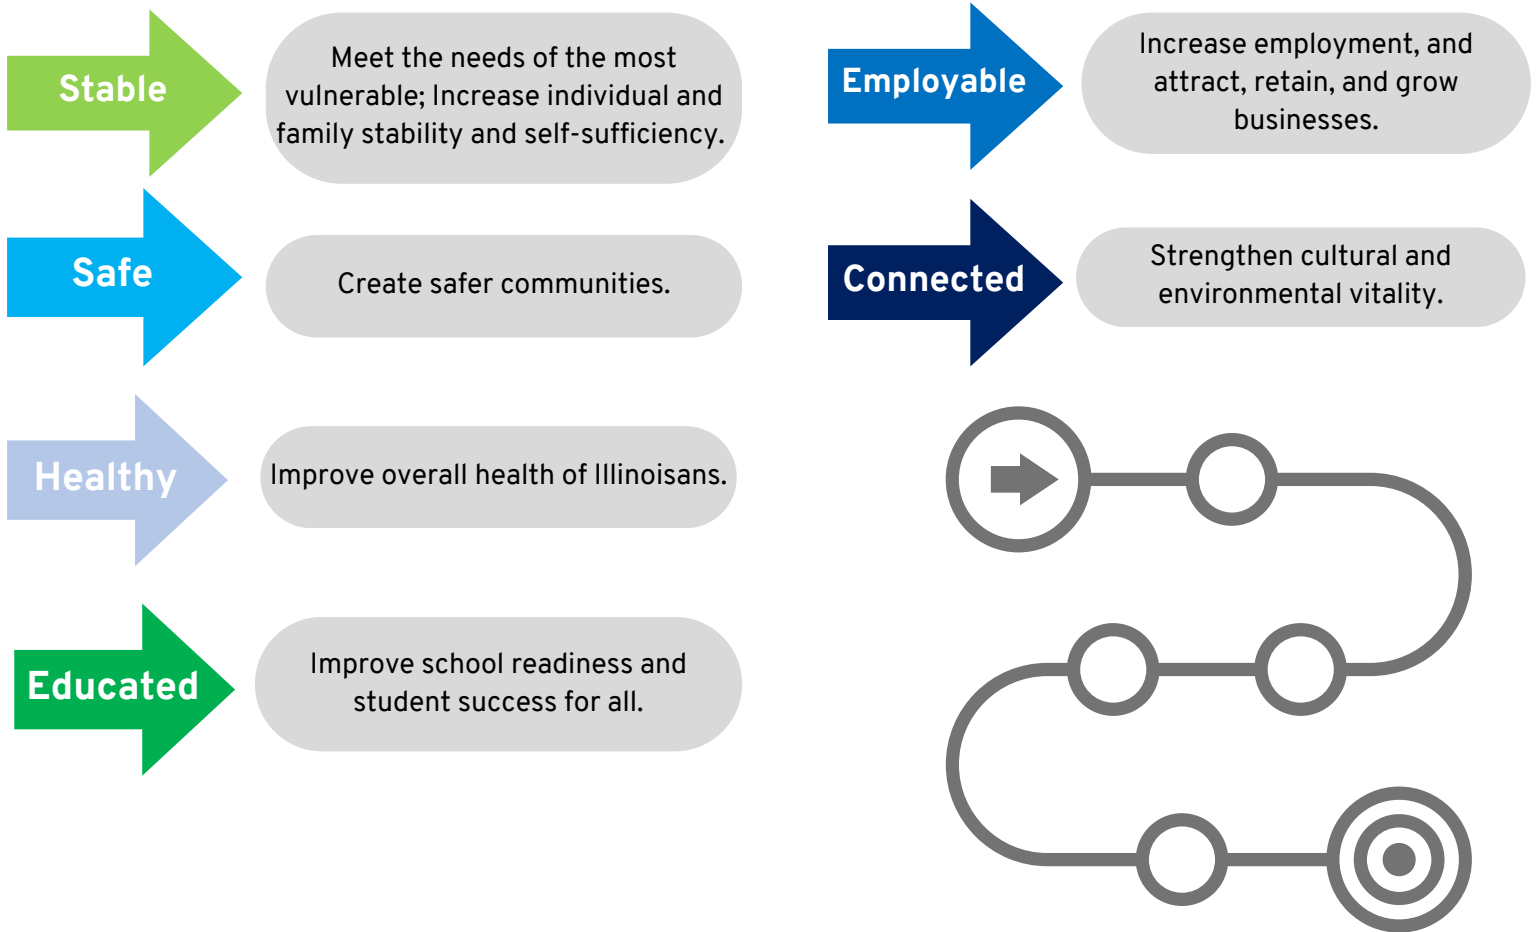 Stable
Meet the needs of the most
vulnerable; Increase individual and
family stability and self-sufficiency.
Safe
Create safer communities.
Healthy
Improve overall health of Illinoisans.
Educated
Improve school readiness and
student success for all.
Employable
Increase employment, and
attract, retain, and grow
businesses.
Connected
Strengthen cultural and
environmental vitality.